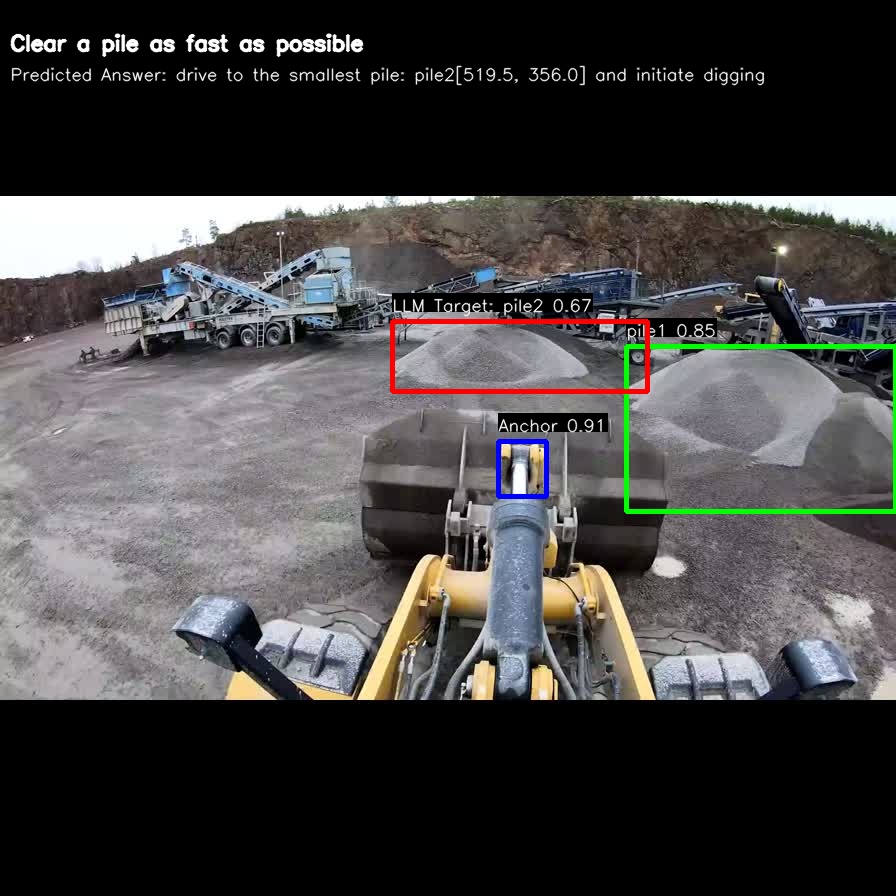 Clear a pile as fast as possible
Predicted Answer: drive to the smallest pile: pile2[519.5, 356.0] and initiate digging
LLM Target: pile2 0.67
pile1 0.85
Anchor 0.91